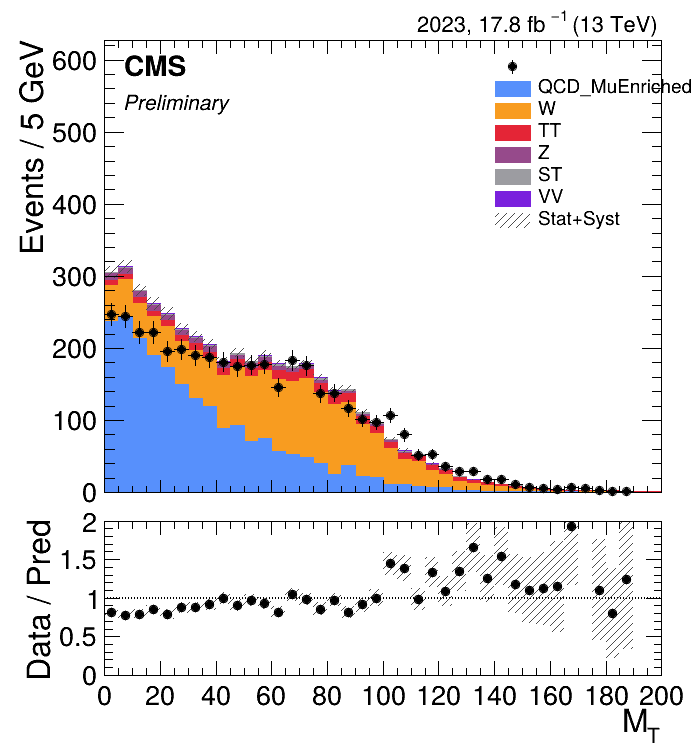 2023, 17.8 fb⁻¹ (13 TeV)
CMS
Preliminary
QCD_MuEnriched
W
TT
Z
ST
VV
Stat+Syst
Events / 5 GeV
600
500
400
300
200
100
0
Data / Pred
2
1.5
1
0.5
0
0 20 40 60 80 100 120 140 160 180 200
M_T